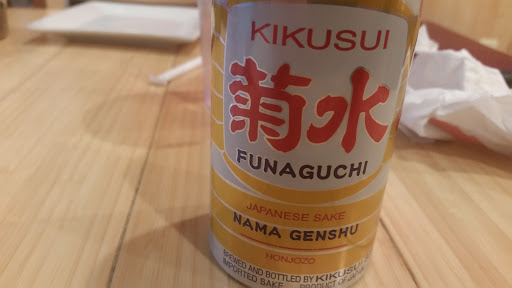 KIKUSUI
菊水
FUNAGUCHI
JAPANESE SAKE
NAMA GENSHU
HONJOZO
BREWED AND BOTTLED BY KIKUSUI
IMPORTED SAKE PRODUCT OF